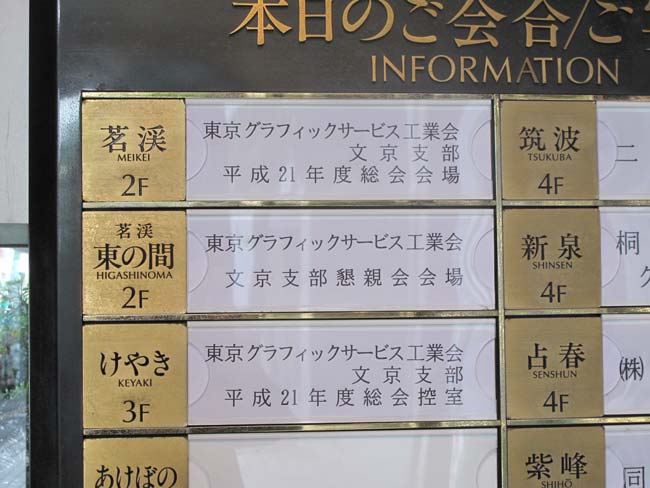 本日のご会合/ご
INFORMATION
茗渓
MEIKEI
2F
東京グラフィックサービス工業会
文京支部
平成21年度総会会場
茗渓
東の間
HIGASHINOMA
2F
東京グラフィックサービス工業会
文京支部懇親会会場
けやき
KEYAKI
3F
東京グラフィックサービス工業会
文京支部
平成21年度総会控室
あけぼの
筑波
TSUKUBA
4F
二
新泉
SHINSEN
4F
桐
占春
SENSHUN
4F
㈱
紫峰
SHIHŌ
同